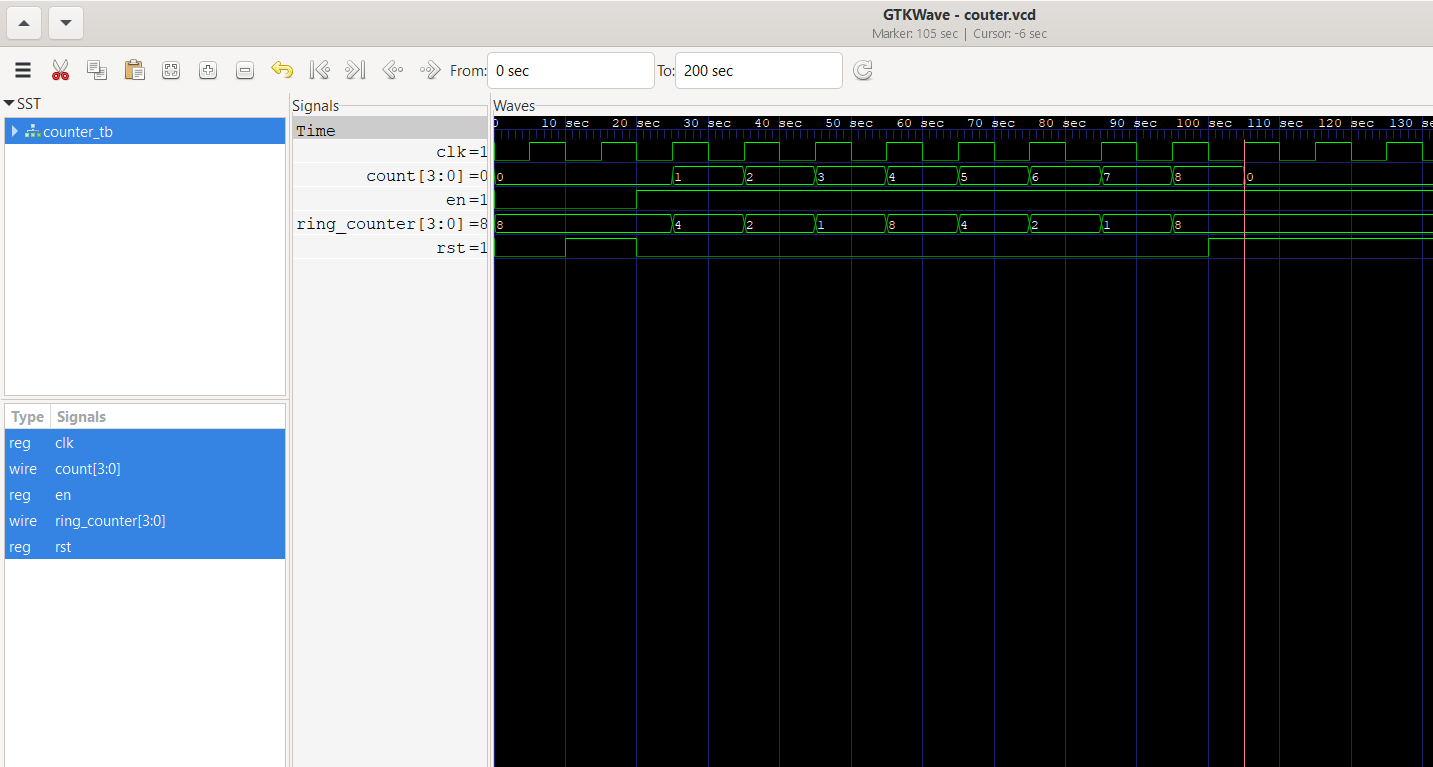 GTKWave - couter.vcd
Marker: 105 sec | Cursor: -6 sec
From: 0 sec To: 200 sec
SST
counter_tb
Type Signals
reg clk
wire count[3:0]
reg en
wire ring_counter[3:0]
reg rst
Signals
Time
clk=1
count[3:0]=0
en=1
ring_counter[3:0]=8
rst=1
Waves
0 10 sec 20 sec 30 sec 40 sec 50 sec 60 sec 70 sec 80 sec 90 sec 100 sec 110 sec 120 sec 130 se
0 1 2 3 4 5 6 7 8 0
8 4 2 1 8 4 2 1 8